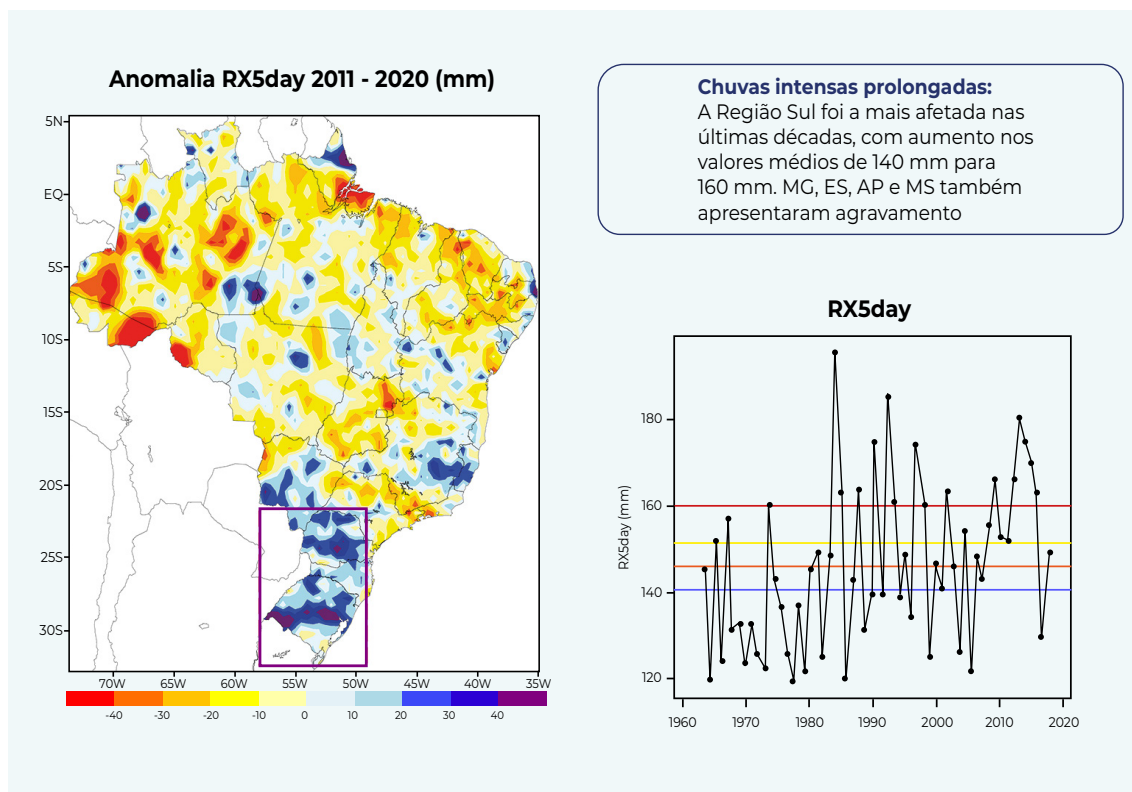 Anomalia RX5day 2011 - 2020 (mm)
5N
EQ
5S
10S
15S
20S
25S
30S
70W 65W 60W 55W 50W 45W 40W 35W
-40 -30 -20 -10 0 10 20 30 40
Chuvas intensas prolongadas:
A Região Sul foi a mais afetada nas
últimas décadas, com aumento nos
valores médios de 140 mm para
160 mm. MG, ES, AP e MS também
apresentaram agravamento
RX5day
RX5day (mm)
180
160
140
120
1960 1970 1980 1990 2000 2010 2020